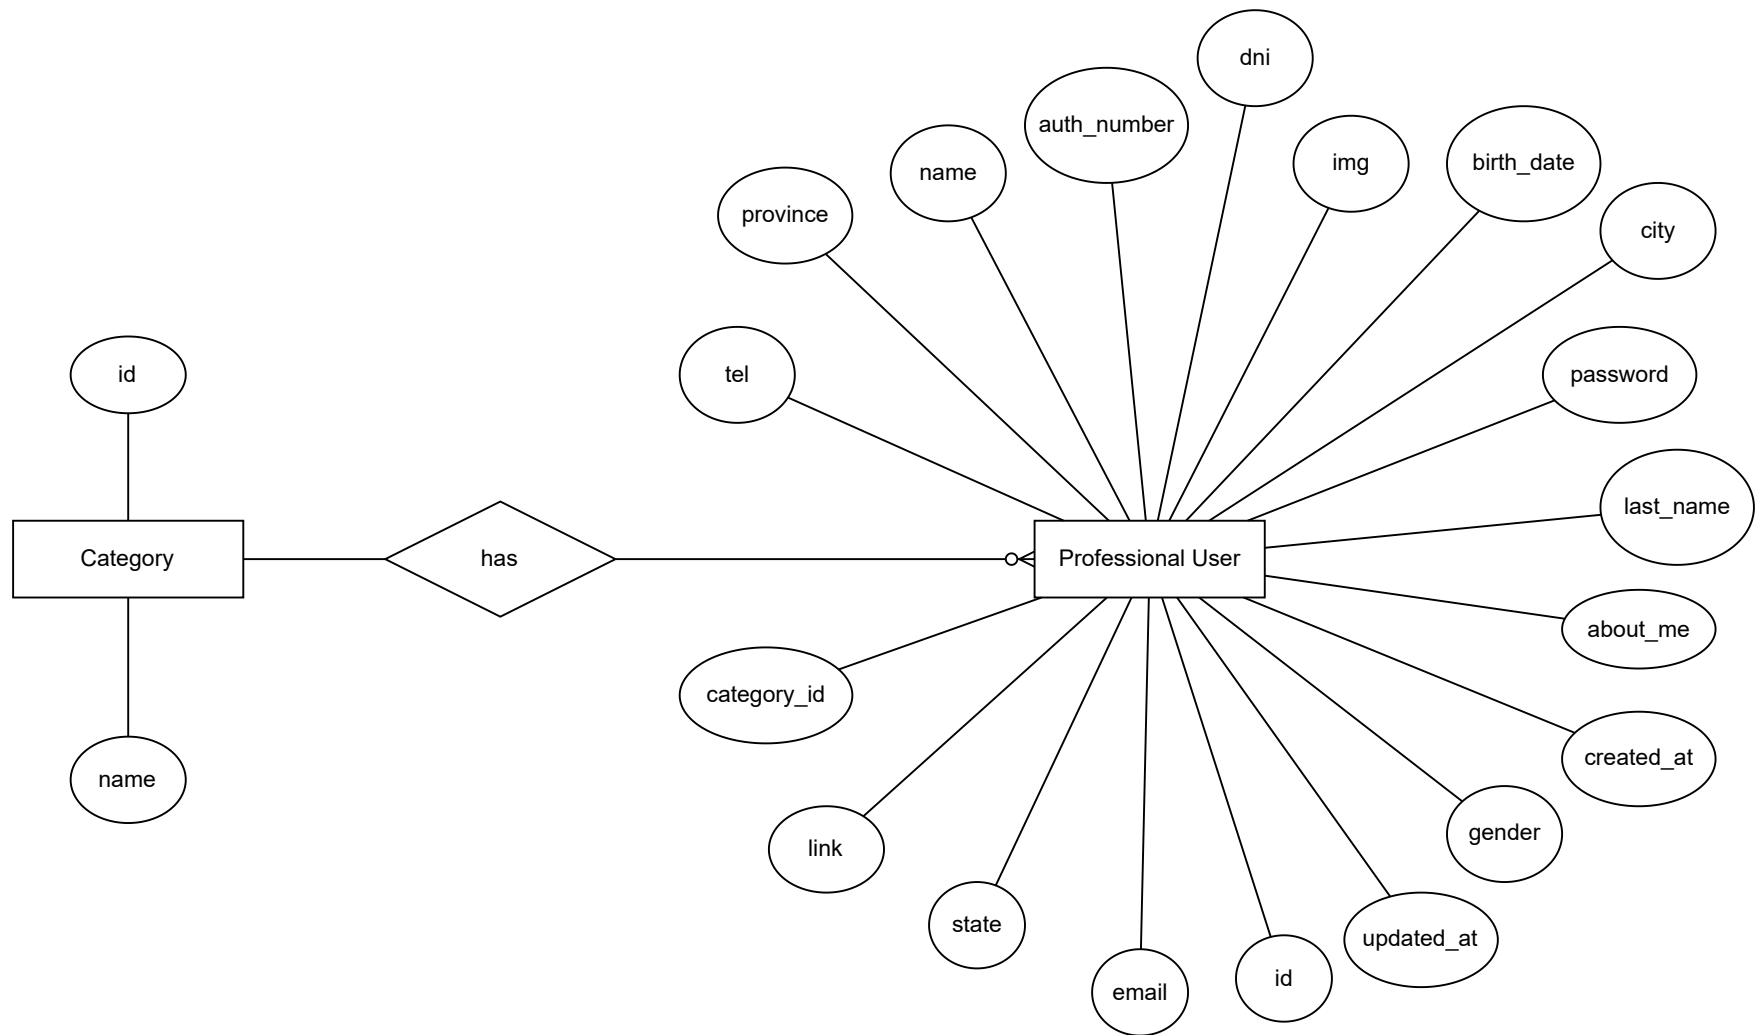 dni
auth_number
img
birth_date
name
province
city
id
tel
password
last_name
Category
has
Professional User
about_me
category_id
created_at
name
gender
link
state
updated_at
id
email